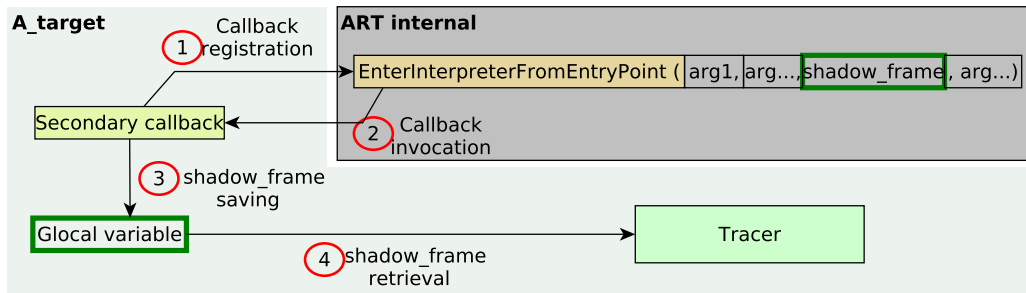 A_target
ART internal
1
Callback
registration
EnterInterpreterFromEntryPoint (
arg1,
arg...,
shadow_frame
, arg...)
Secondary callback
2
Callback
invocation
3
shadow_frame
saving
Glocal variable
Tracer
4
shadow_frame
retrieval